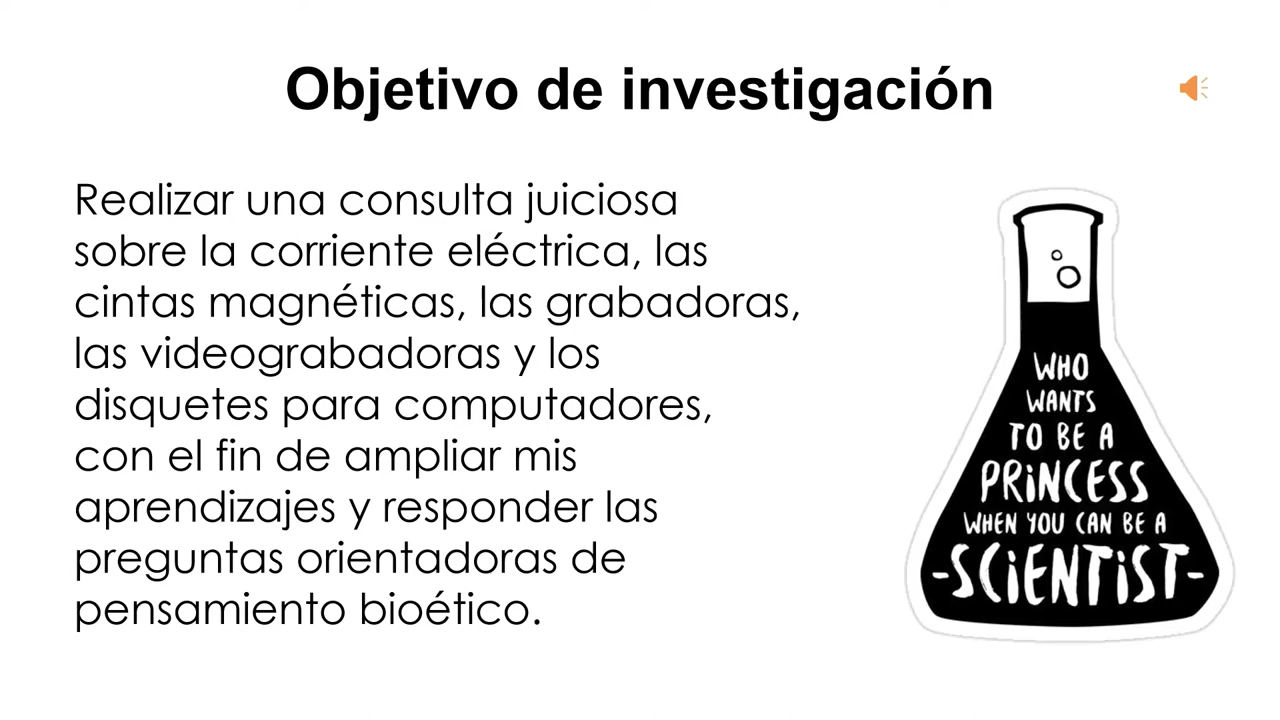 Objetivo de investigación
Realizar una consulta juiciosa
sobre la corriente eléctrica, las
cintas magnéticas, las grabadoras,
las videograbadoras y los
disquetes para computadores,
con el fin de ampliar mis
aprendizajes y responder las
preguntas orientadoras de
pensamiento bioético.
WHO
WANTS
TO BE A
PRiNCESS
WHEN YOU CAN BE A
-SCiENTiST-